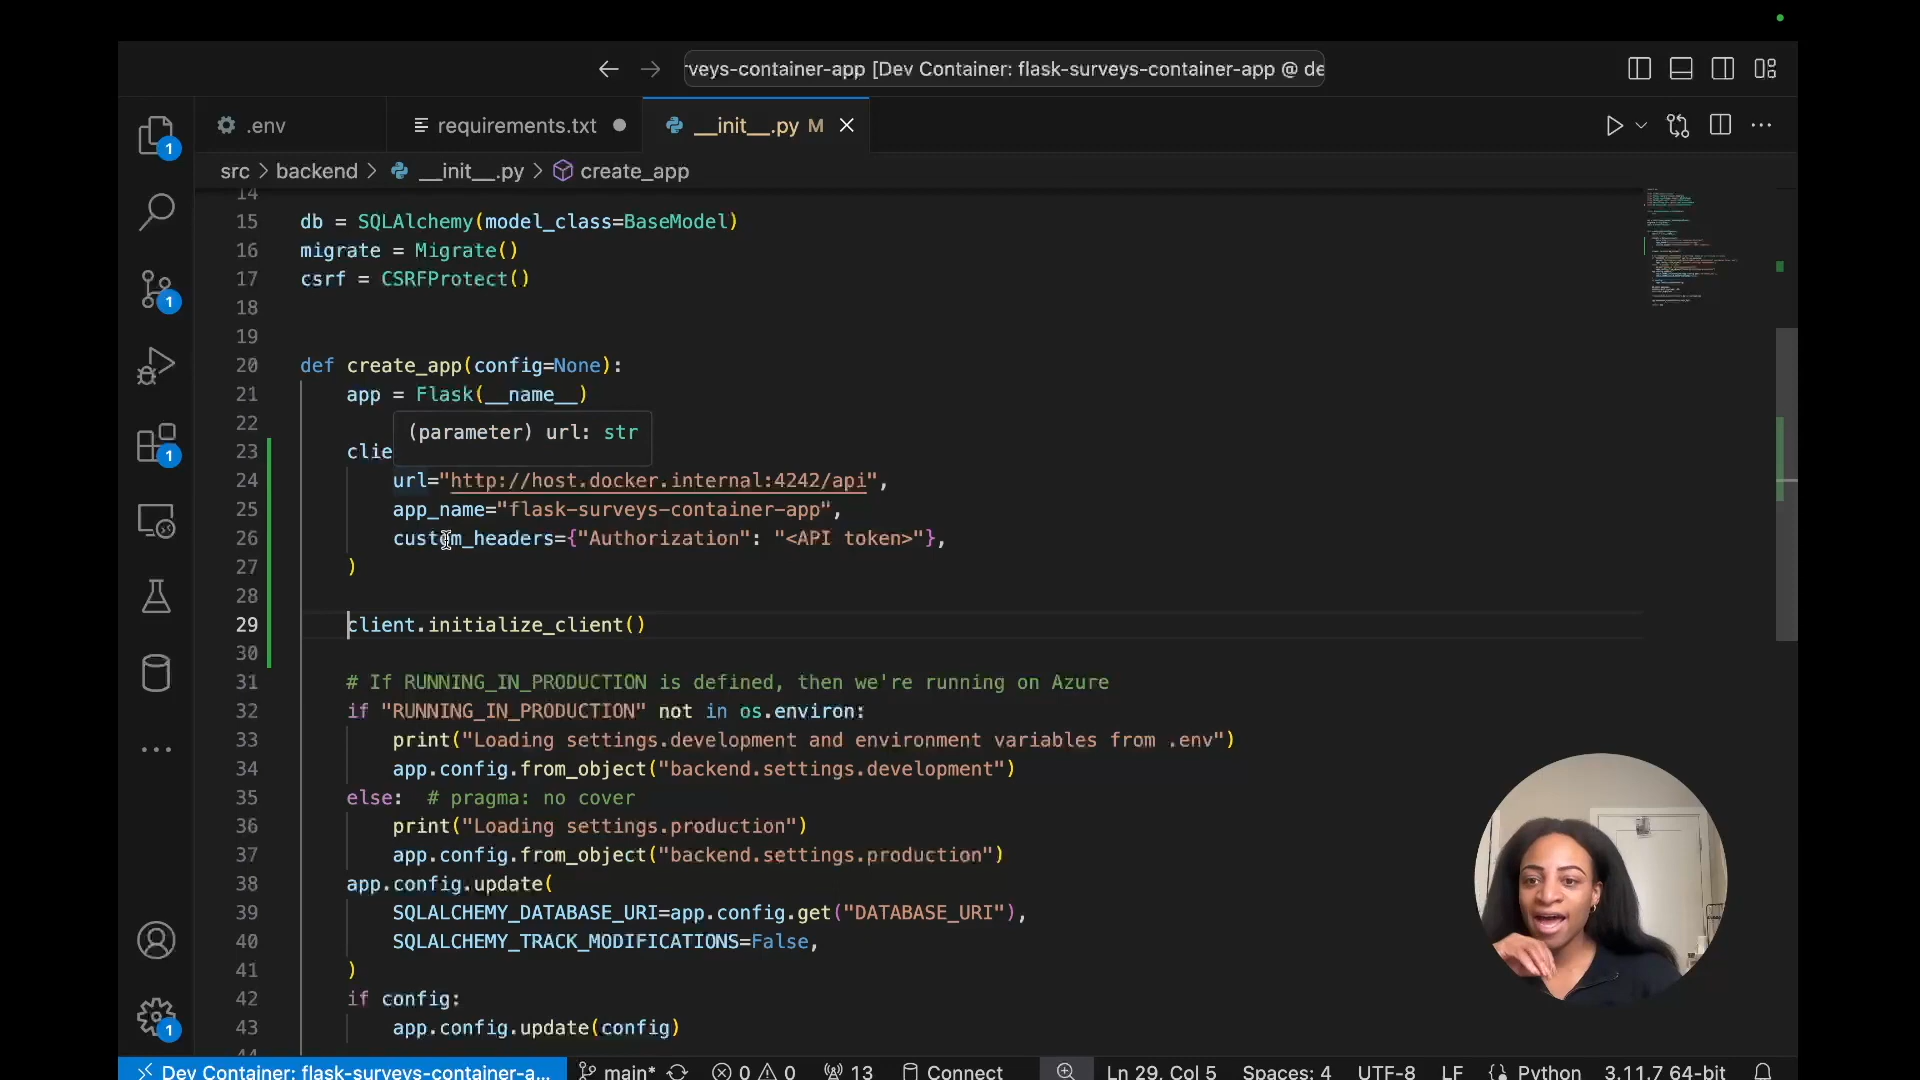 rveys-container-app [Dev Container: flask-surveys-container-app @ de
.env
requirements.txt
__init__.py M
src > backend > __init__.py > create_app
14
15 db = SQLAlchemy(model_class=BaseModel)
16 migrate = Migrate()
17 csrf = CSRFProtect()
18
19
20 def create_app(config=None):
21 app = Flask(__name__)
22
(parameter) url: str
23 clie
24 url="http://host.docker.internal:4242/api",
25 app_name="flask-surveys-container-app",
26 custom_headers={"Authorization": "<API token>"},
27 )
28
29 client.initialize_client()
30
31 # If RUNNING_IN_PRODUCTION is defined, then we're running on Azure
32 if "RUNNING_IN_PRODUCTION" not in os.environ:
33 print("Loading settings.development and environment variables from .env")
34 app.config.from_object("backend.settings.development")
35 else: # pragma: no cover
36 print("Loading settings.production")
37 app.config.from_object("backend.settings.production")
38 app.config.update(
39 SQLALCHEMY_DATABASE_URI=app.config.get("DATABASE_URI"),
40 SQLALCHEMY_TRACK_MODIFICATIONS=False,
41 )
42 if config:
43 app.config.update(config)
44
1
1
1
1
Dev Container: flask-surveys-container-a... main* 0 0 13 Connect Ln 29, Col 5 Spaces: 4 UTF-8 LF Python 3.11.7 64-bit